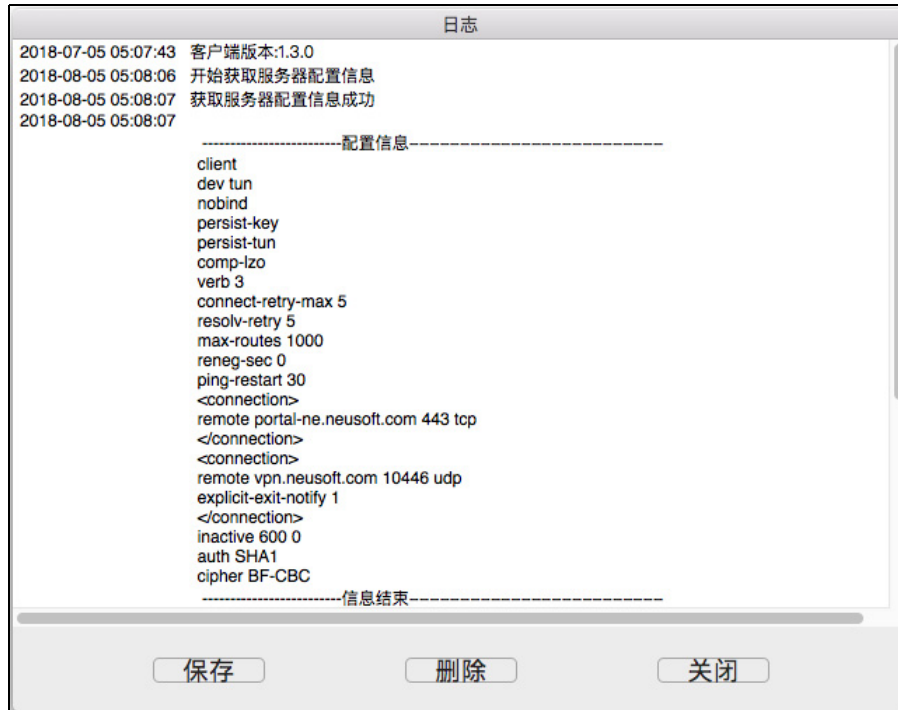 日志
2018-07-05 05:07:43 客户端版本:1.3.0
2018-08-05 05:08:06 开始获取服务器配置信息
2018-08-05 05:08:07 获取服务器配置信息成功
2018-08-05 05:08:07
-------------------------配置信息-------------------------
client
dev tun
nobind
persist-key
persist-tun
comp-lzo
verb 3
connect-retry-max 5
resolv-retry 5
max-routes 1000
reneg-sec 0
ping-restart 30
<connection>
remote portal-ne.neusoft.com 443 tcp
</connection>
<connection>
remote vpn.neusoft.com 10446 udp
explicit-exit-notify 1
</connection>
inactive 600 0
auth SHA1
cipher BF-CBC
-------------------------信息结束-------------------------
保存 删除 关闭